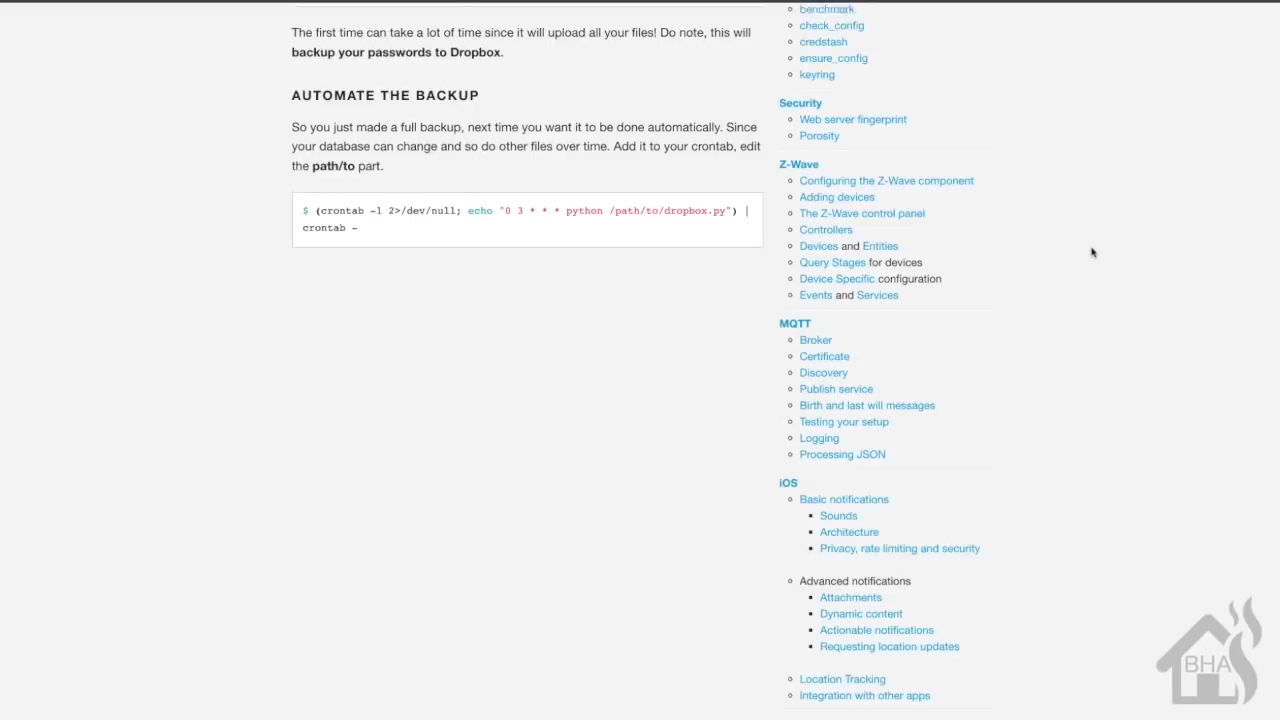 The first time can take a lot of time since it will upload all your files! Do note, this will
backup your passwords to Dropbox.
AUTOMATE THE BACKUP
So you just made a full backup, next time you want it to be done automatically. Since
your database can change and so do other files over time. Add it to your crontab, edit
the path/to part.
$ (crontab -l 2>/dev/null; echo "0 3 * * * python /path/to/dropbox.py") |
crontab -
benchmark
check_config
credstash
ensure_config
keyring
Security
Web server fingerprint
Porosity
Z-Wave
Configuring the Z-Wave component
Adding devices
The Z-Wave control panel
Controllers
Devices and Entities
Query Stages for devices
Device Specific configuration
Events and Services
MQTT
Broker
Certificate
Discovery
Publish service
Birth and last will messages
Testing your setup
Logging
Processing JSON
iOS
Basic notifications
Sounds
Architecture
Privacy, rate limiting and security
Advanced notifications
Attachments
Dynamic content
Actionable notifications
Requesting location updates
Location Tracking
Integration with other apps
BHA